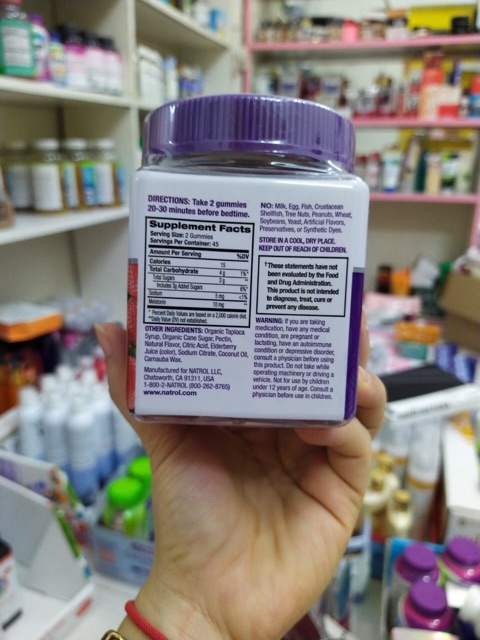 DIRECTIONS: Take 2 gummies
20-30 minutes before bedtime.
Supplement Facts
Serving Size: 2 Gummies
Servings Per Container: 45
Amount Per Serving %DV
Calories 15
Total Carbohydrate 4 g 1%*
Total Sugars 3 g
Includes 3g Added Sugars 6%*
Sodium 5 mg <1%
Melatonin 10 mg
* Percent Daily Values are based on a 2,000 calorie diet.
Daily Value (DV) not established.
OTHER INGREDIENTS: Organic Tapioca
Syrup, Organic Cane Sugar, Pectin,
Natural Flavor, Citric Acid, Elderberry
Juice (color), Sodium Citrate, Coconut Oil,
Carnauba Wax.
Manufactured for NATROL LLC,
Chatsworth, CA 91311, USA
1-800-2-NATROL (800-262-8765)
www.natrol.com
NO: Milk, Egg, Fish, Crustacean
Shellfish, Tree Nuts, Peanuts, Wheat,
Soybeans, Yeast, Artificial Flavors,
Preservatives, or Synthetic Dyes.
STORE IN A COOL, DRY PLACE.
KEEP OUT OF REACH OF CHILDREN.
† These statements have not
been evaluated by the Food
and Drug Administration.
This product is not intended
to diagnose, treat, cure or
prevent any disease.
WARNING: If you are taking
medication, have any medical
condition, are pregnant or
lactating, have an autoimmune
condition or depressive disorder,
consult a physician before using
this product. Do not take while
operating machinery or driving a
vehicle. Not for use by children
under 12 years of age. Consult a
physician before use in children.